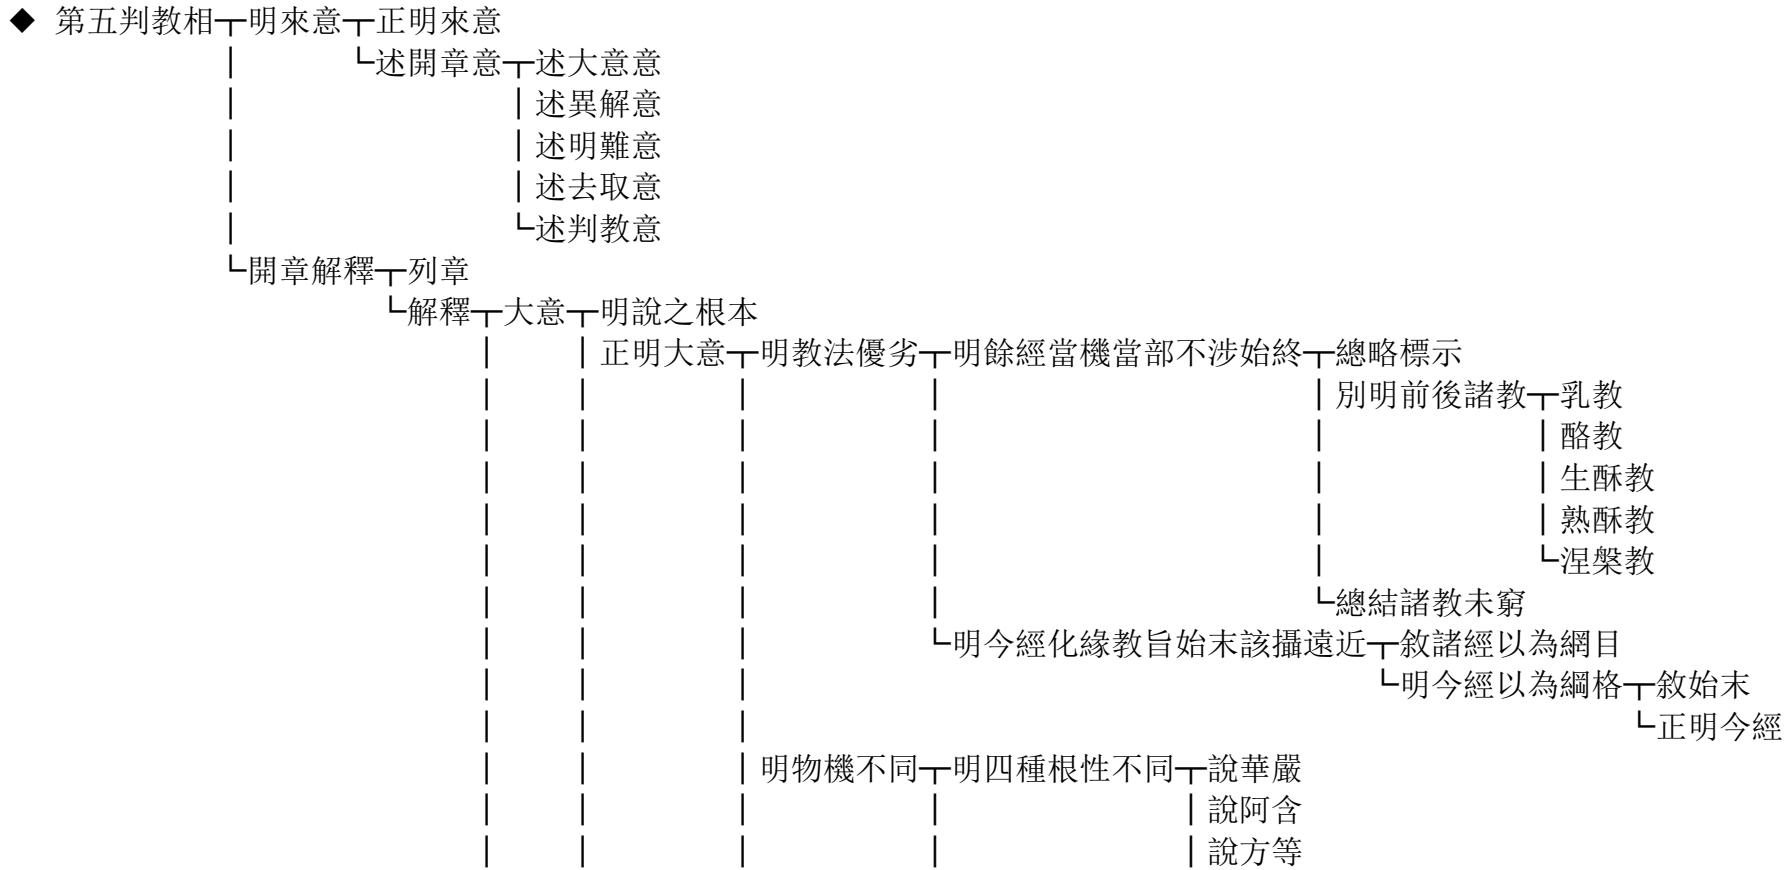 ◆ 第五判教相┬明來意┬正明來意
│ └述開章意┬述大意意
│ │述異解意
│ │述明難意
│ │述去取意
│ └述判教意
└開章解釋┬列章
└解釋┬大意┬明說之根本
│ │正明大意┬明教法優劣┬明餘經當機當部不涉始終┬總略標示
│ │ │ │ │別明前後諸教┬乳教
│ │ │ │ │ │酪教
│ │ │ │ │ │生酥教
│ │ │ │ │ │熟酥教
│ │ │ │ │ └涅槃教
│ │ │ │ └總結諸教未窮
│ │ │ └明今經化緣教旨始末該攝遠近┬敘諸經以為網目
│ │ │ └明今經以為綱格┬敘始末
│ │ │ └正明今經
│ │ │明物機不同┬明四種根性不同┬說華嚴
│ │ │ │ │說阿含
│ │ │ │ │說方等